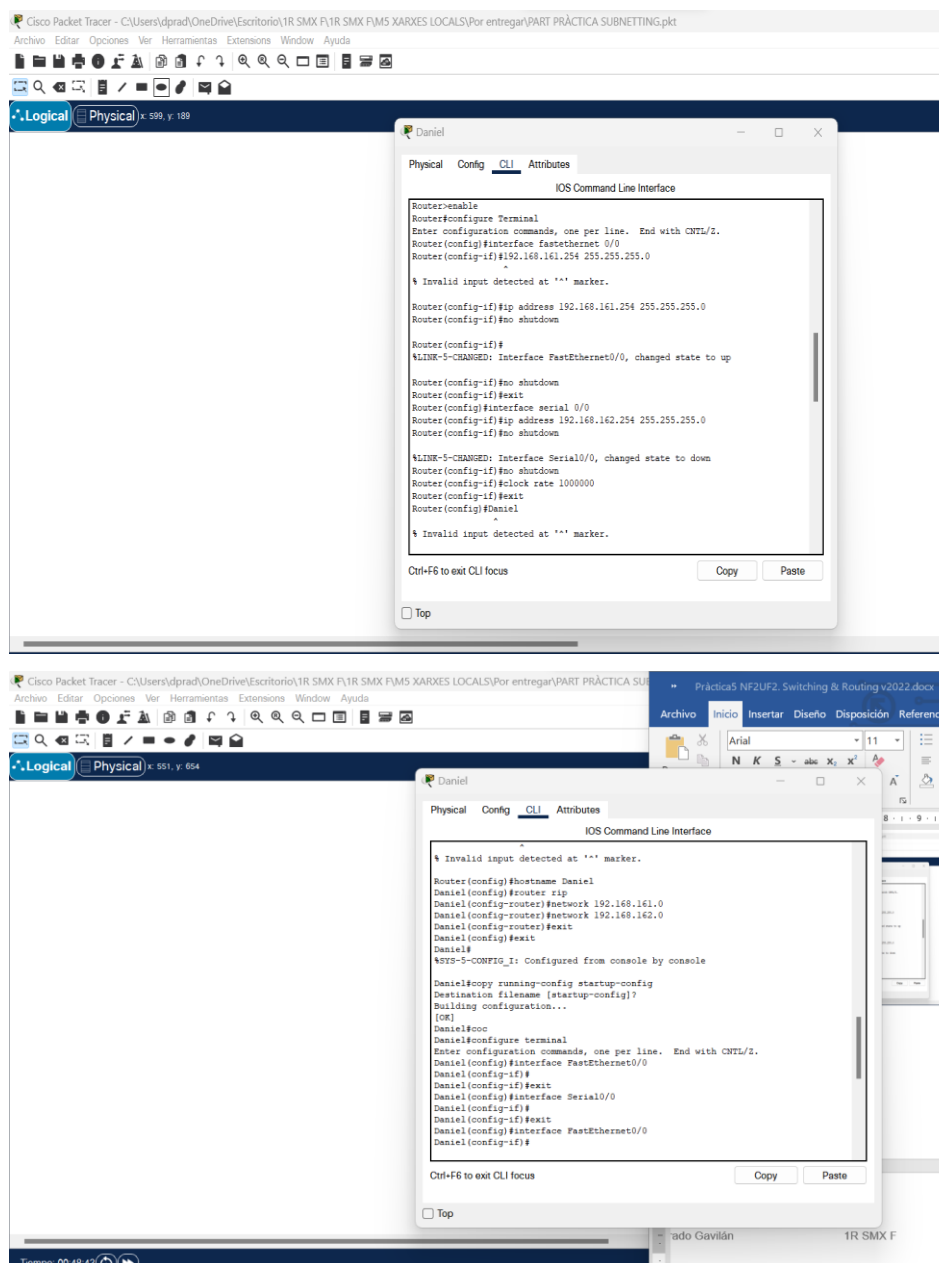 Cisco Packet Tracer - C:\Users\dprad\OneDrive\Escritorio\1R SMX F\1R SMX F\M5 XARXES LOCALS\Por entregar\PART PRÀCTICA SUBNETTING.pkt
Archivo Editar Opciones Ver Herramientas Extensions Window Ayuda
Logical Physical x: 599, y: 189
Daniel
Physical Config CLI Attributes
IOS Command Line Interface
Router>enable
Router#configure Terminal
Enter configuration commands, one per line. End with CNTL/Z.
Router(config)#interface fastethernet 0/0
Router(config-if)#192.168.161.254 255.255.255.0
^
% Invalid input detected at '^' marker.
Router(config-if)#ip address 192.168.161.254 255.255.255.0
Router(config-if)#no shutdown
Router(config-if)#
%LINK-5-CHANGED: Interface FastEthernet0/0, changed state to up
Router(config-if)#no shutdown
Router(config-if)#exit
Router(config)#interface serial 0/0
Router(config-if)#ip address 192.168.162.254 255.255.255.0
Router(config-if)#no shutdown
%LINK-5-CHANGED: Interface Serial0/0, changed state to down
Router(config-if)#no shutdown
Router(config-if)#clock rate 1000000
Router(config-if)#exit
Router(config)#Daniel
^
% Invalid input detected at '^' marker.
Ctrl+F6 to exit CLI focus
Copy Paste
Top
Cisco Packet Tracer - C:\Users\dprad\OneDrive\Escritorio\1R SMX F\1R SMX F\M5 XARXES LOCALS\Por entregar\PART PRÀCTICA SU
Archivo Editar Opciones Ver Herramientas Extensions Window Ayuda
Pràctica5 NF2UF2. Switching & Routing v2022.docx
Archivo Inicio Insertar Diseño Disposición Referenc
Arial 11
N K S abc X₂ X²
8 · 1 · 9 · 1
Logical Physical x: 551, y: 654
Daniel
Physical Config CLI Attributes
IOS Command Line Interface
^
% Invalid input detected at '^' marker.
Router(config)#hostname Daniel
Daniel(config)#router rip
Daniel(config-router)#network 192.168.161.0
Daniel(config-router)#network 192.168.162.0
Daniel(config-router)#exit
Daniel(config)#exit
Daniel#
%SYS-5-CONFIG_I: Configured from console by console
Daniel#copy running-config startup-config
Destination filename [startup-config]?
Building configuration...
[OK]
Daniel#coc
Daniel#configure terminal
Enter configuration commands, one per line. End with CNTL/Z.
Daniel(config)#interface FastEthernet0/0
Daniel(config-if)#
Daniel(config-if)#exit
Daniel(config)#interface Serial0/0
Daniel(config-if)#
Daniel(config-if)#exit
Daniel(config)#interface FastEthernet0/0
Daniel(config-if)#
Ctrl+F6 to exit CLI focus
Copy Paste
Top
rado Gavilán 1R SMX F
Tiempo: 00:48:42